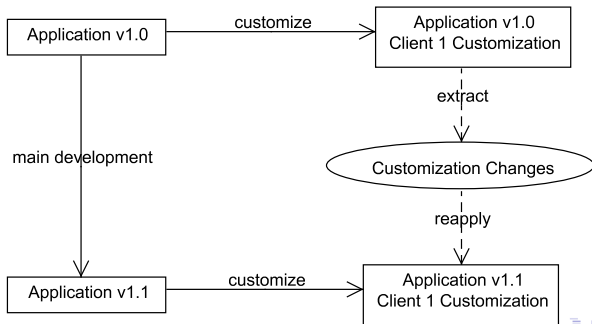 Application v1.0
customize
Application v1.0
Client 1 Customization
extract
main development
Customization Changes
reapply
Application v1.1
customize
Application v1.1
Client 1 Customization